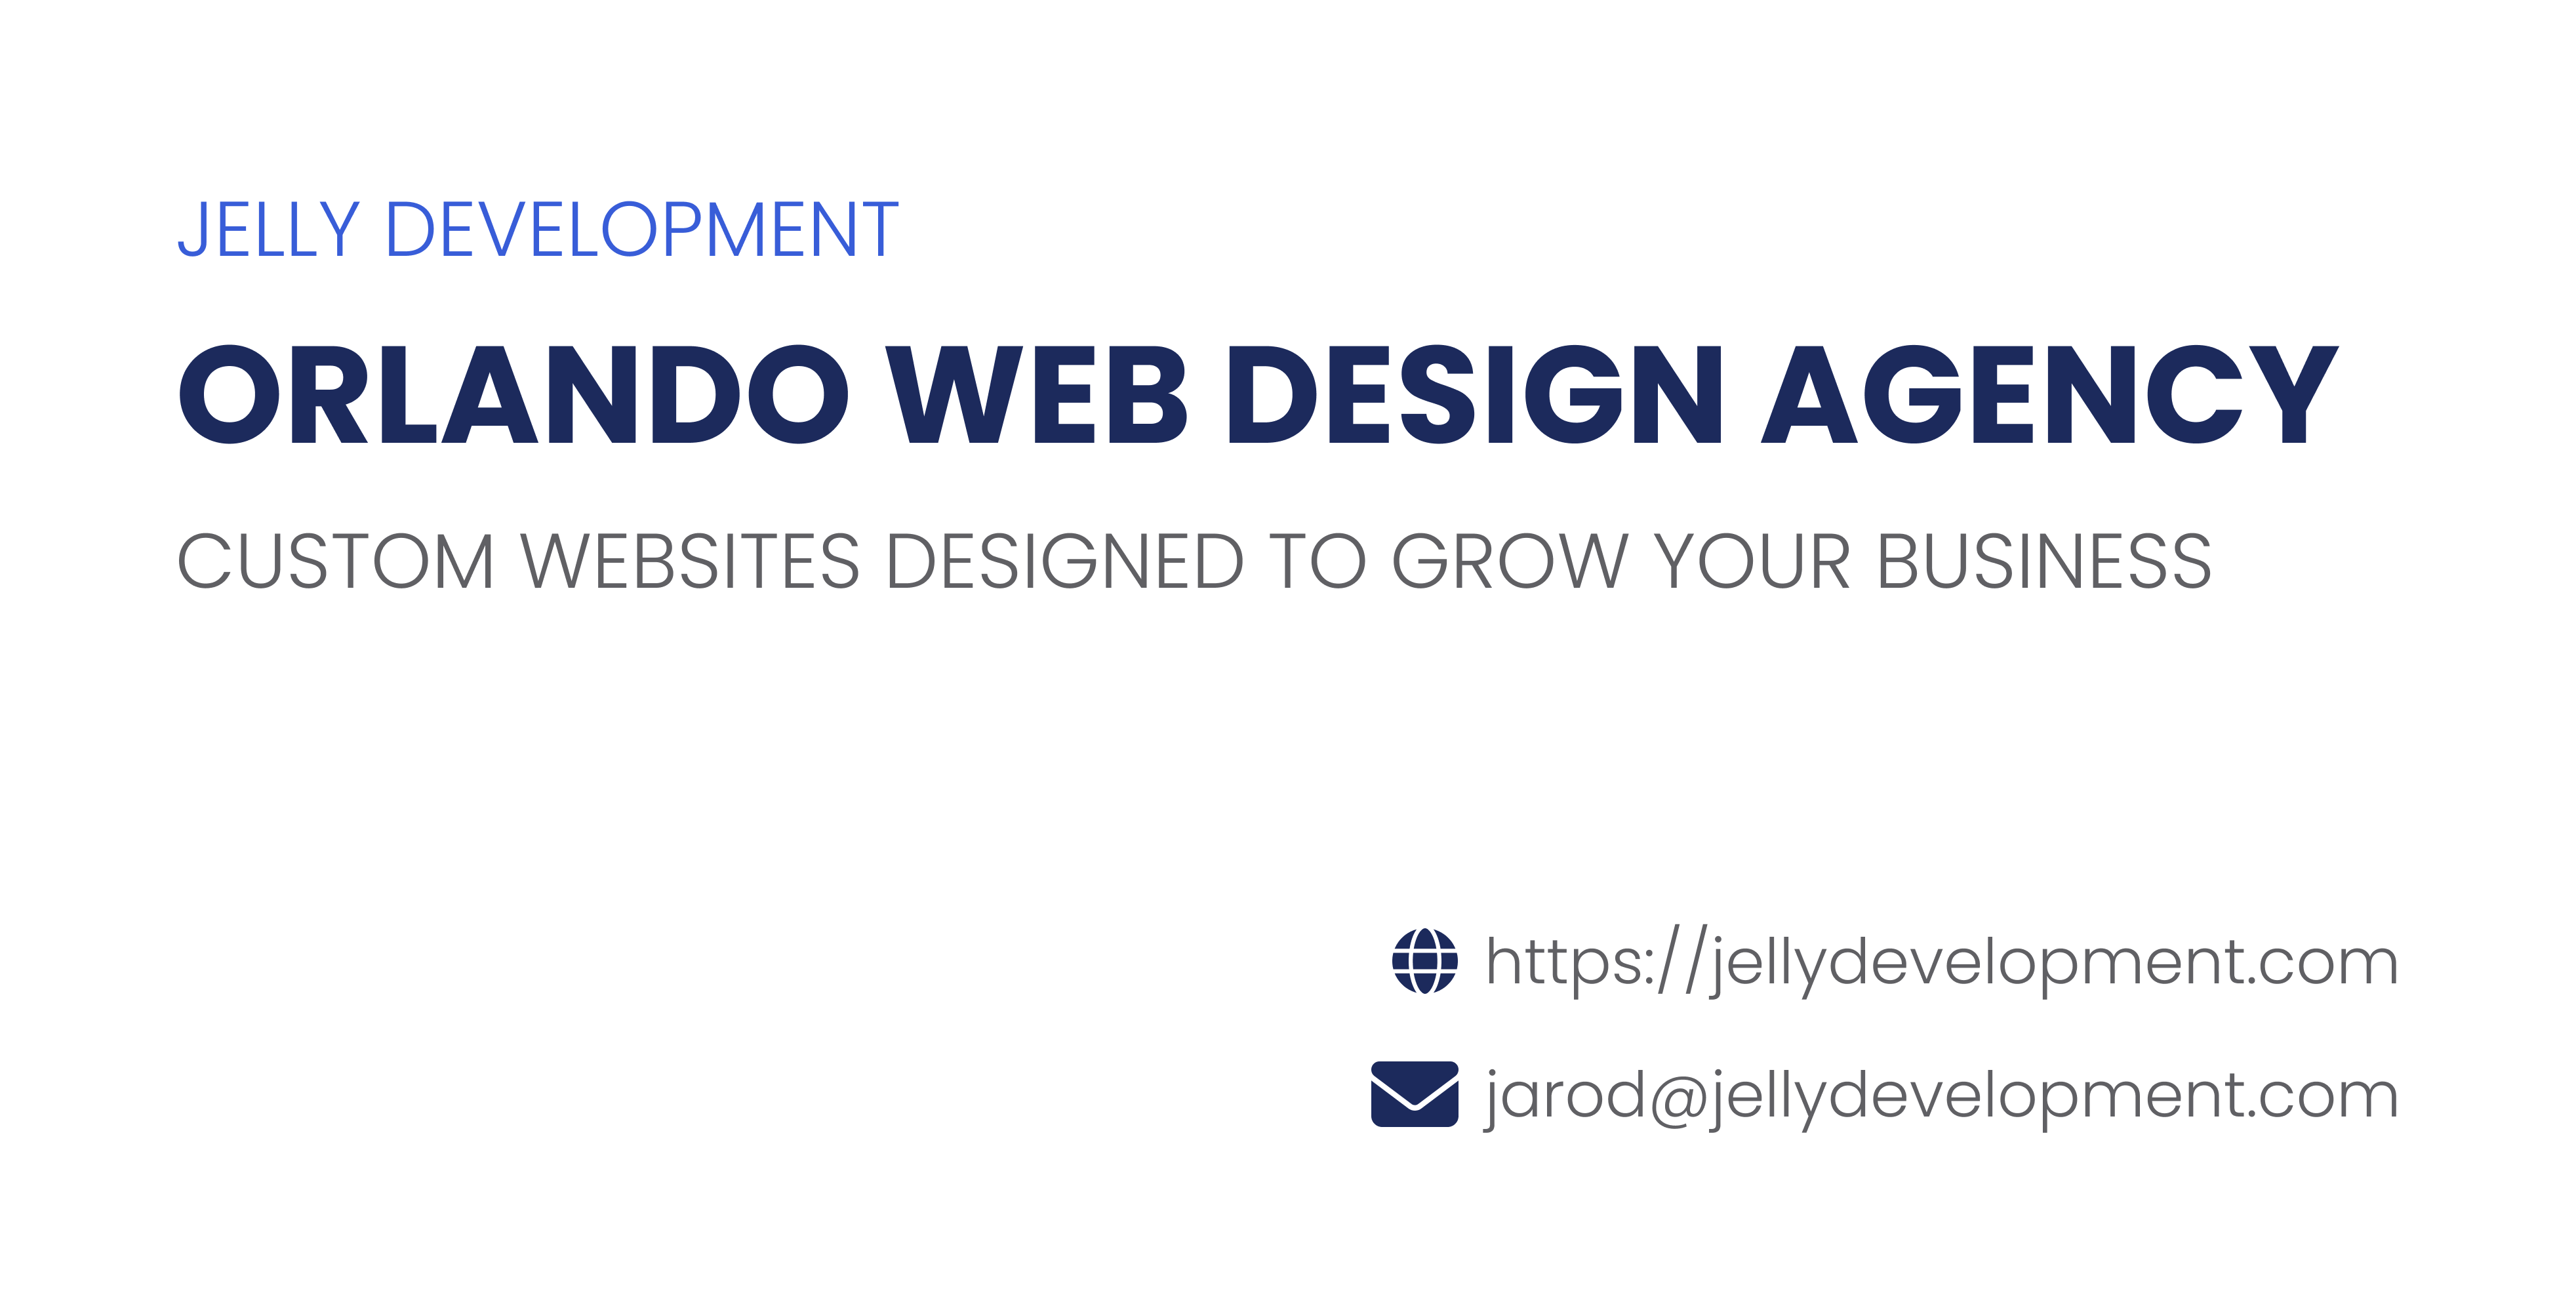 JELLY DEVELOPMENT
ORLANDO WEB DESIGN AGENCY
CUSTOM WEBSITES DESIGNED TO GROW YOUR BUSINESS
https://jellydevelopment.com
jarod@jellydevelopment.com